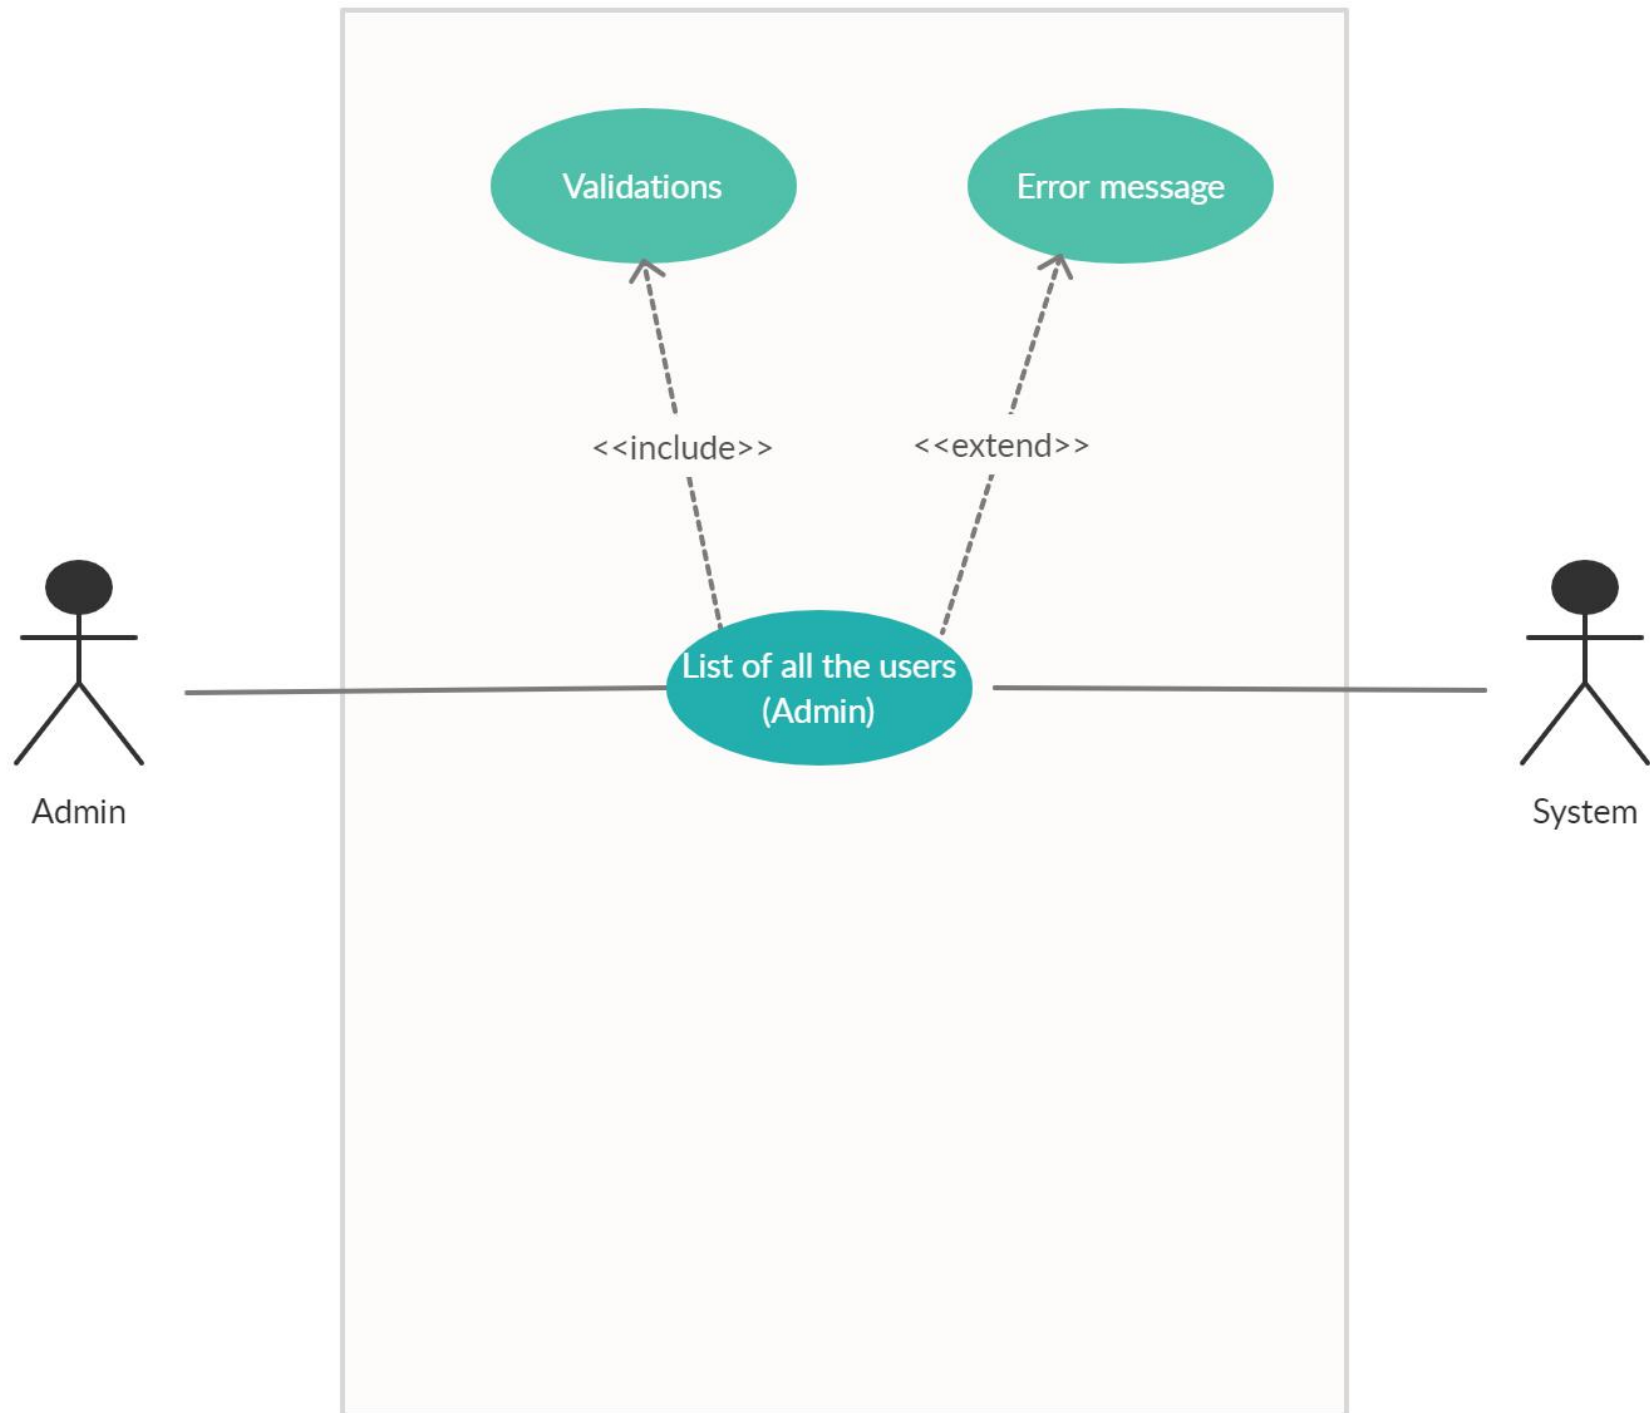 Validations
Error message
<<include>>
<<extend>>
List of all the users
(Admin)
Admin
System